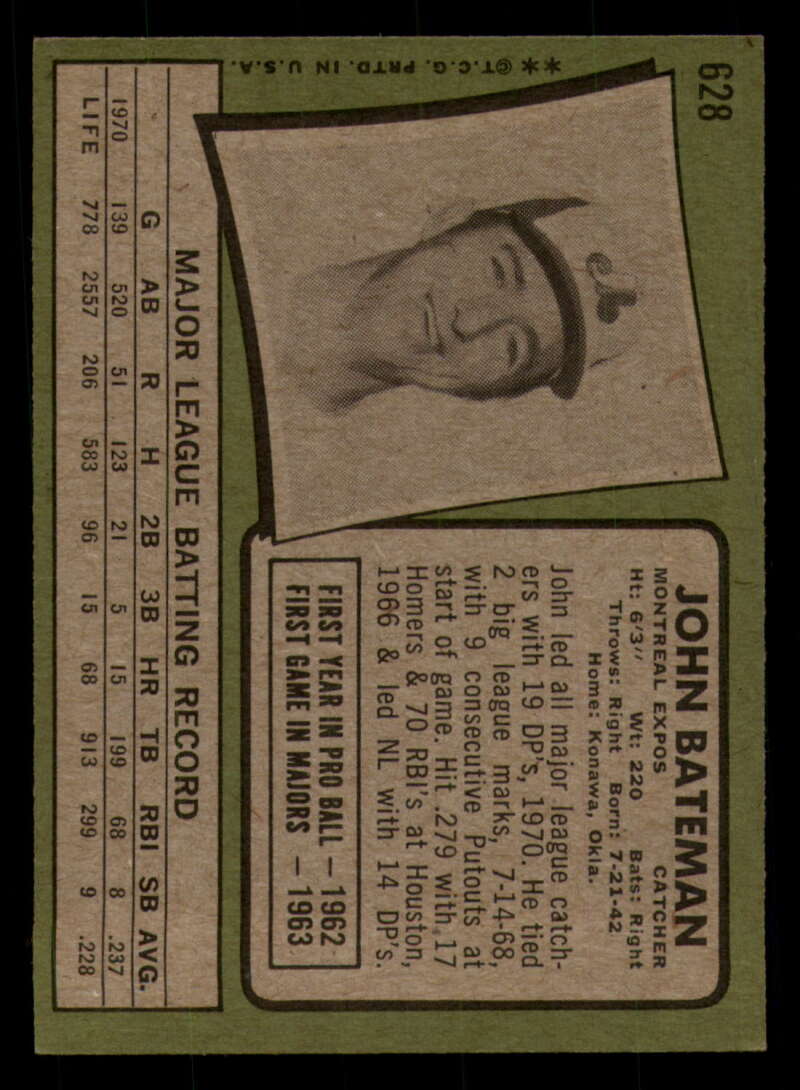 628
**@T.C.G. PRTD. IN U.S.A.
eb
JOHN BATEMAN
MONTREAL EXPOS CATCHER
Ht: 6'3" Wt: 220 Bats: Right
Throws: Right Born: 7-21-42
Home: Konawa, Okla.
John led all major league catch-
ers with 19 DP's, 1970. He tied
2 big league marks, 7-14-68,
with 9 consecutive Putouts at
start of game. Hit .279 with 17
Homers & 70 RBI's at Houston,
1966 & led NL with 14 DP's.
FIRST YEAR IN PRO BALL — 1962
FIRST GAME IN MAJORS — 1963
MAJOR LEAGUE BATTING RECORD
G AB R H 2B 3B HR TB RBI SB AVG.
1970 139 520 51 123 21 5 15 199 68 8 .237
LIFE 778 2557 206 583 96 15 68 913 299 9 .228